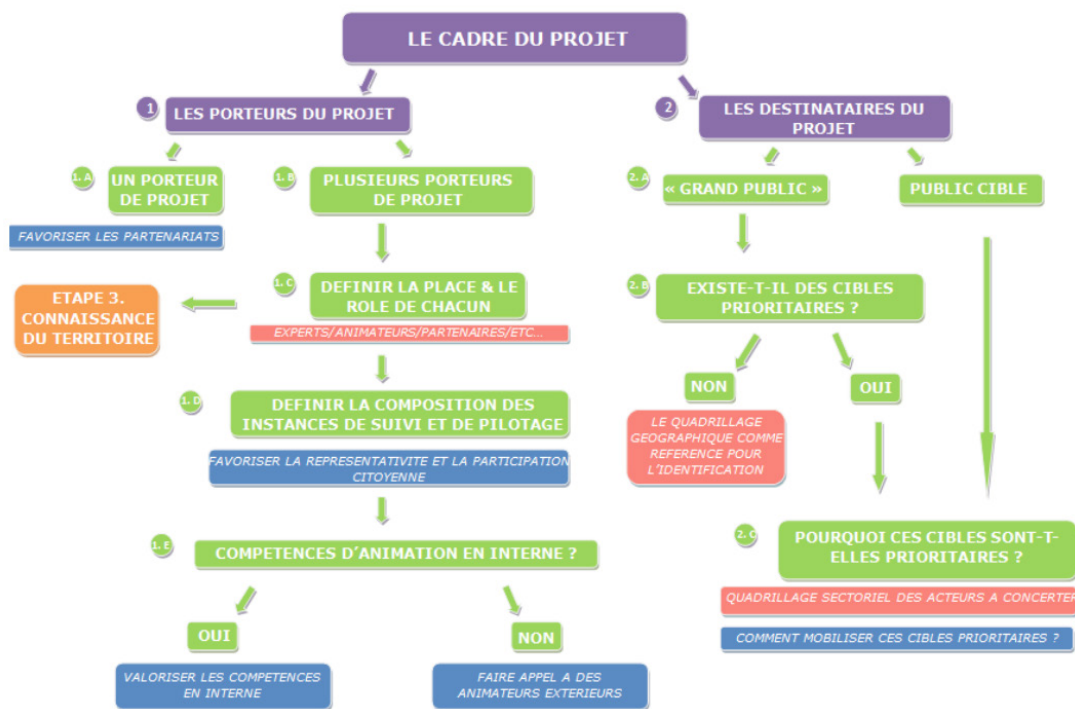 LE CADRE DU PROJET
1
LES PORTEURS DU PROJET
2
LES DESTINATAIRES DU
PROJET
1. A
UN PORTEUR
DE PROJET
FAVORISER LES PARTENARIATS
1. B
PLUSIEURS PORTEURS
DE PROJET
2. A
« GRAND PUBLIC »
PUBLIC CIBLE
ETAPE 3.
CONNAISSANCE
DU TERRITOIRE
1. C
DEFINIR LA PLACE & LE
ROLE DE CHACUN
EXPERTS/ANIMATEURS/PARTENAIRES/ETC...
2. B
EXISTE-T-IL DES CIBLES
PRIORITAIRES ?
NON
OUI
LE QUADRILLAGE
GEOGRAPHIQUE COMME
REFERENCE POUR
L'IDENTIFICATION
1. D
DEFINIR LA COMPOSITION DES
INSTANCES DE SUIVI ET DE PILOTAGE
FAVORISER LA REPRESENTATIVITE ET LA PARTICIPATION
CITOYENNE
1. E
COMPETENCES D'ANIMATION EN INTERNE ?
2. C
POURQUOI CES CIBLES SONT-T-
ELLES PRIORITAIRES ?
QUADRILLAGE SECTORIEL DES ACTEURS A CONCERTER
COMMENT MOBILISER CES CIBLES PRIORITAIRES ?
OUI
VALORISER LES COMPETENCES
EN INTERNE
NON
FAIRE APPEL A DES
ANIMATEURS EXTERIEURS